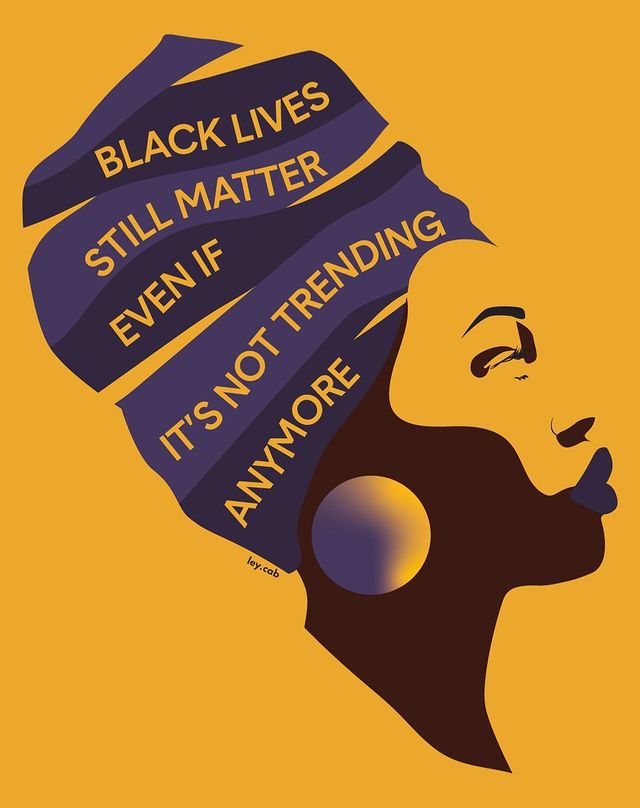 BLACK LIVES
STILL MATTER
EVEN IF
IT'S NOT TRENDING
ANYMORE
ley.cab